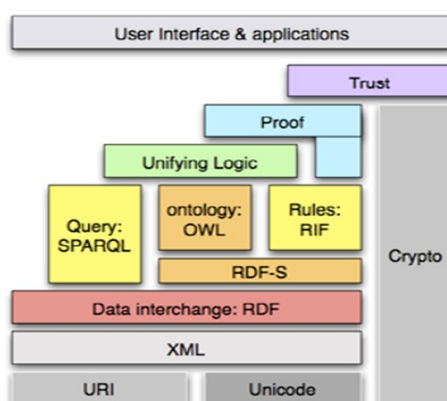 User Interface & applications
Trust
Proof
Unifying Logic
Query:
SPARQL
ontology:
OWL
Rules:
RIF
Crypto
RDF-S
Data interchange: RDF
XML
URI
Unicode